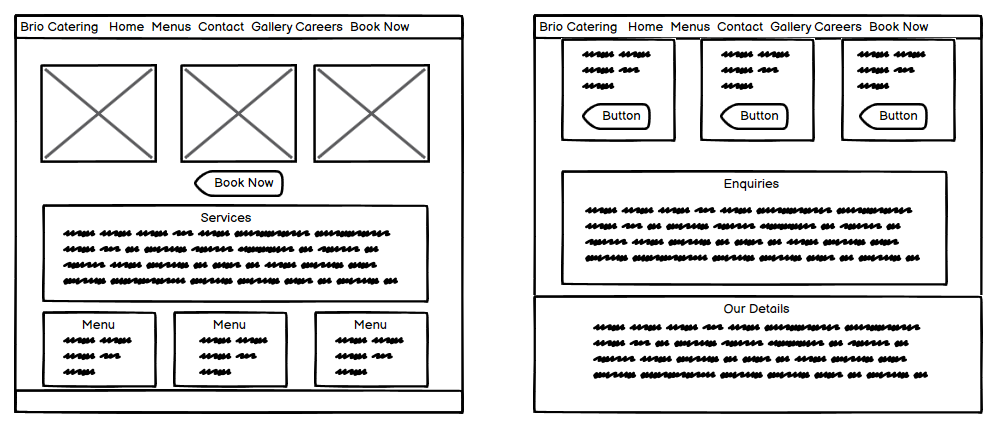 Brio Catering Home Menus Contact Gallery Careers Book Now
Book Now
Services
Menu Menu Menu
Brio Catering Home Menus Contact Gallery Careers Book Now
Button Button Button
Enquiries
Our Details